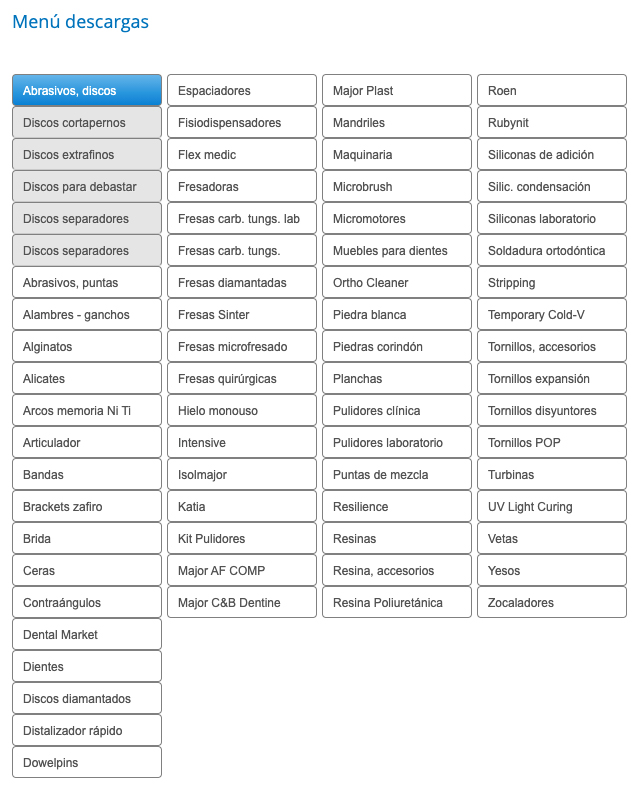 Menú descargas
Abrasivos, discos
Discos cortapernos
Discos extrafinos
Discos para debastar
Discos separadores
Discos separadores
Abrasivos, puntas
Alambres - ganchos
Alginatos
Alicates
Arcos memoria Ni Ti
Articulador
Bandas
Brackets zafiro
Brida
Ceras
Contraángulos
Dental Market
Dientes
Discos diamantados
Distalizador rápido
Dowelpins
Espaciadores
Fisiodispensadores
Flex medic
Fresadoras
Fresas carb. tungs. lab
Fresas carb. tungs.
Fresas diamantadas
Fresas Sinter
Fresas microfresado
Fresas quirúrgicas
Hielo monouso
Intensive
Isolmajor
Katia
Kit Pulidores
Major AF COMP
Major C&B Dentine
Major Plast
Mandriles
Maquinaria
Microbrush
Micromotores
Muebles para dientes
Ortho Cleaner
Piedra blanca
Piedras corindón
Planchas
Pulidores clínica
Pulidores laboratorio
Puntas de mezcla
Resilience
Resinas
Resina, accesorios
Resina Poliuretánica
Roen
Rubynit
Siliconas de adición
Silic. condensación
Siliconas laboratorio
Soldadura ortodóntica
Stripping
Temporary Cold-V
Tornillos, accesorios
Tornillos expansión
Tornillos disyuntores
Tornillos POP
Turbinas
UV Light Curing
Vetas
Yesos
Zocaladores